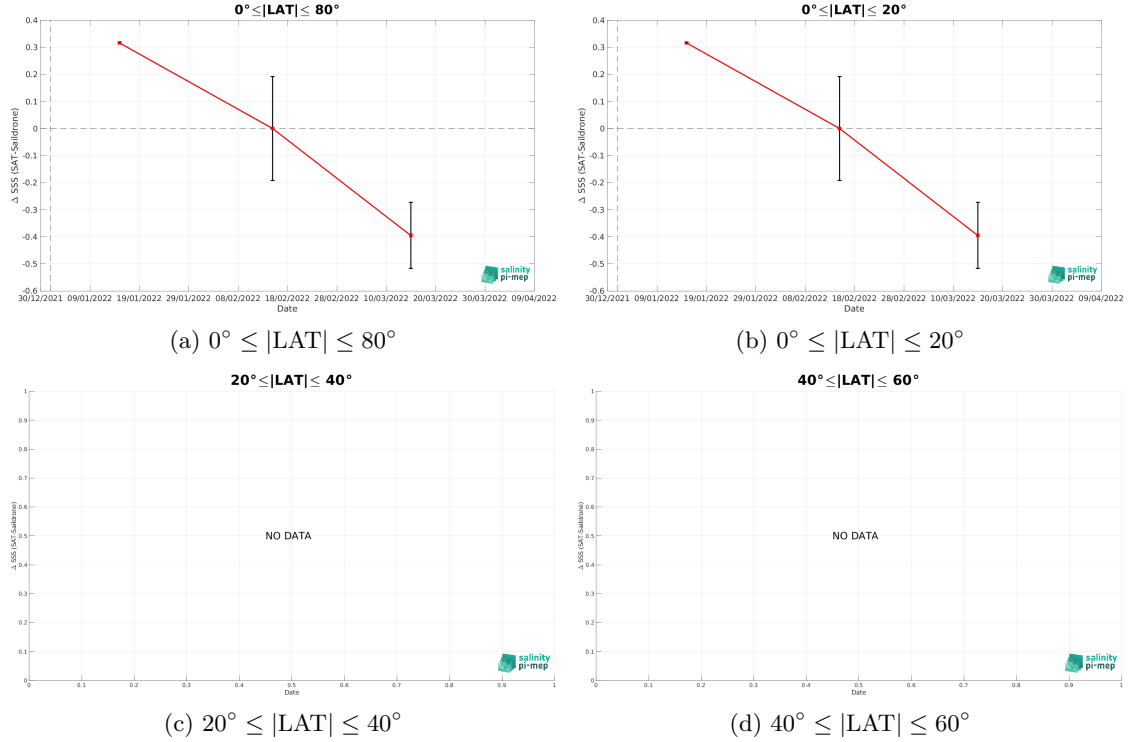 0°≤|LAT|≤ 80°
0.4
0.3
0.2
0.1
0
-0.1
-0.2
-0.3
-0.4
-0.5
-0.6
Δ SSS (SAT-Saildrone)
30/12/2021 09/01/2022 19/01/2022 29/01/2022 08/02/2022 18/02/2022 28/02/2022 10/03/2022 20/03/2022 30/03/2022 09/04/2022
Date
salinity
pi-mep
(a) 0° ≤ |LAT| ≤ 80°
0°≤|LAT|≤ 20°
0.4
0.3
0.2
0.1
0
-0.1
-0.2
-0.3
-0.4
-0.5
-0.6
Δ SSS (SAT-Saildrone)
30/12/2021 09/01/2022 19/01/2022 29/01/2022 08/02/2022 18/02/2022 28/02/2022 10/03/2022 20/03/2022 30/03/2022 09/04/2022
Date
salinity
pi-mep
(b) 0° ≤ |LAT| ≤ 20°
20°≤|LAT|≤ 40°
1
0.9
0.8
0.7
0.6
0.5
0.4
0.3
0.2
0.1
0
Δ SSS (SAT-Saildrone)
NO DATA
0 0.1 0.2 0.3 0.4 0.5 0.6 0.7 0.8 0.9 1
Date
salinity
pi-mep
(c) 20° ≤ |LAT| ≤ 40°
40°≤|LAT|≤ 60°
1
0.9
0.8
0.7
0.6
0.5
0.4
0.3
0.2
0.1
0
Δ SSS (SAT-Saildrone)
NO DATA
0 0.1 0.2 0.3 0.4 0.5 0.6 0.7 0.8 0.9 1
Date
salinity
pi-mep
(d) 40° ≤ |LAT| ≤ 60°